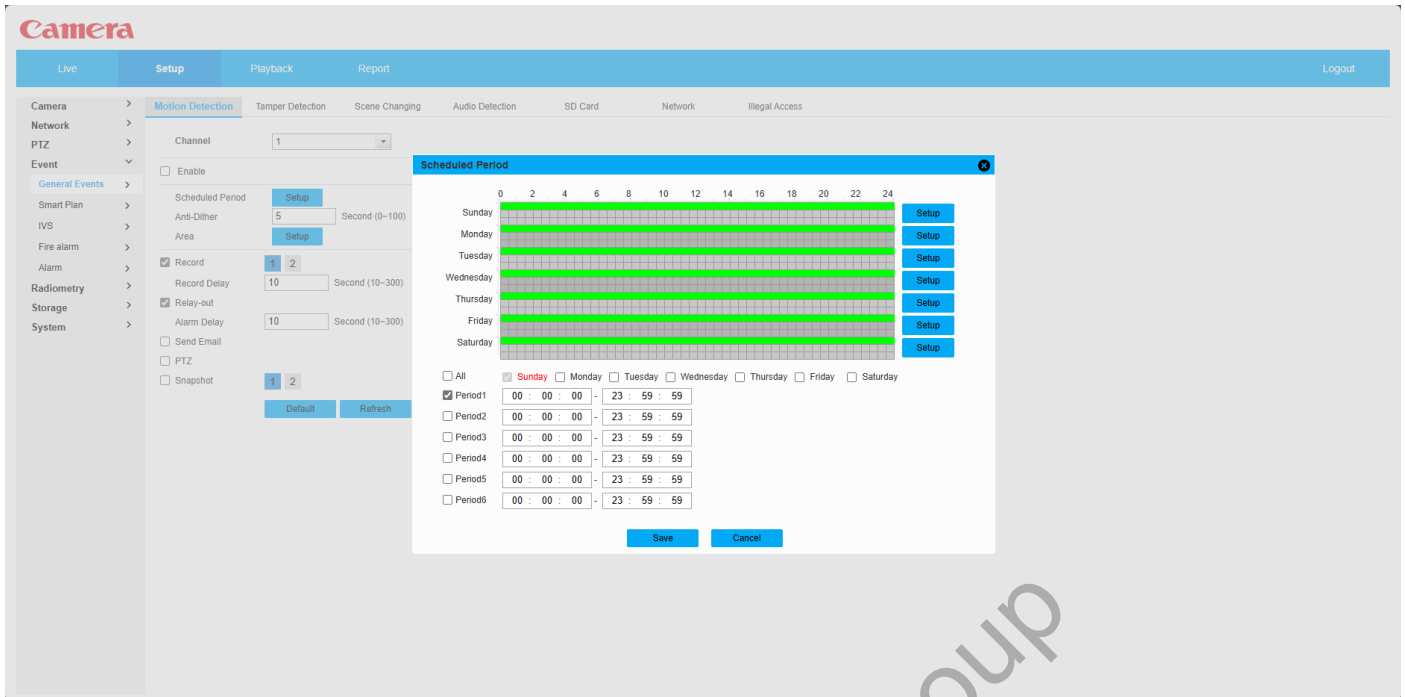 Camera
Live Setup Playback Report Logout
Camera
Network
PTZ
Event
General Events
Smart Plan
IVS
Fire alarm
Alarm
Radiometry
Storage
System
Motion Detection Tamper Detection Scene Changing Audio Detection SD Card Network Illegal Access
Channel 1
Enable
Scheduled Period Setup
Anti-Dither 5 Second (0~100)
Area Setup
Record 1 2
Record Delay 10 Second (10~300)
Relay-out
Alarm Delay 10 Second (10~300)
Send Email
PTZ
Snapshot 1 2
Default Refresh
Scheduled Period
0 2 4 6 8 10 12 14 16 18 20 22 24
Sunday Setup
Monday Setup
Tuesday Setup
Wednesday Setup
Thursday Setup
Friday Setup
Saturday Setup
All Sunday Monday Tuesday Wednesday Thursday Friday Saturday
Period1 00 : 00 : 00 - 23 : 59 : 59
Period2 00 : 00 : 00 - 23 : 59 : 59
Period3 00 : 00 : 00 - 23 : 59 : 59
Period4 00 : 00 : 00 - 23 : 59 : 59
Period5 00 : 00 : 00 - 23 : 59 : 59
Period6 00 : 00 : 00 - 23 : 59 : 59
Save Cancel